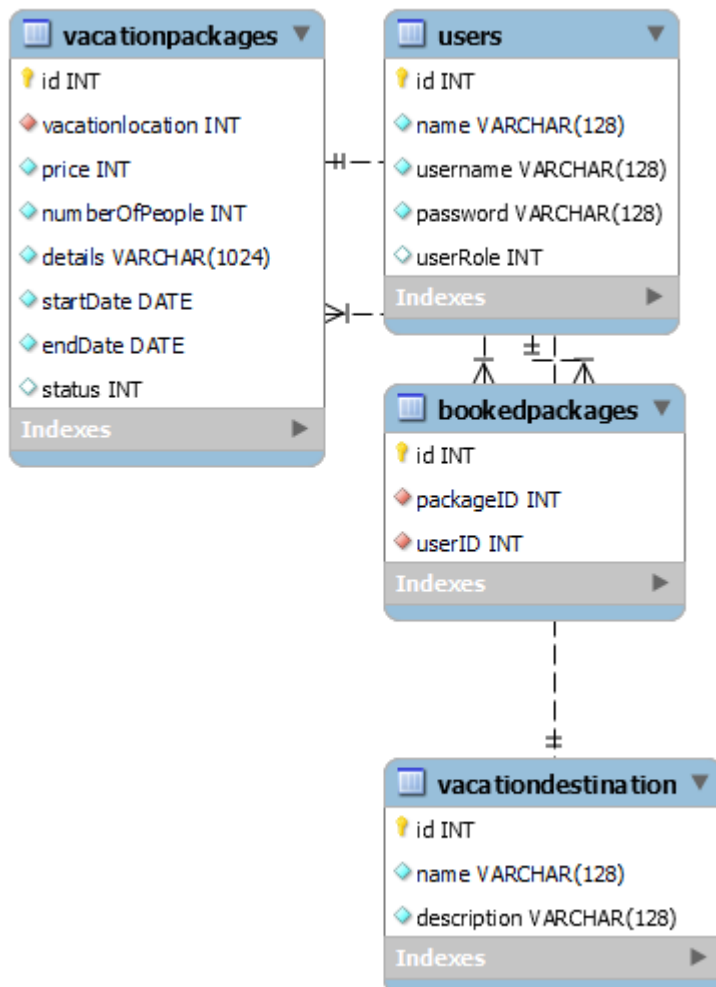 vacationpackages
id INT
vacationlocation INT
price INT
numberOfPeople INT
details VARCHAR(1024)
startDate DATE
endDate DATE
status INT
Indexes
users
id INT
name VARCHAR(128)
username VARCHAR(128)
password VARCHAR(128)
userRole INT
Indexes
bookedpackages
id INT
packageID INT
userID INT
Indexes
vacationdestination
id INT
name VARCHAR(128)
description VARCHAR(128)
Indexes